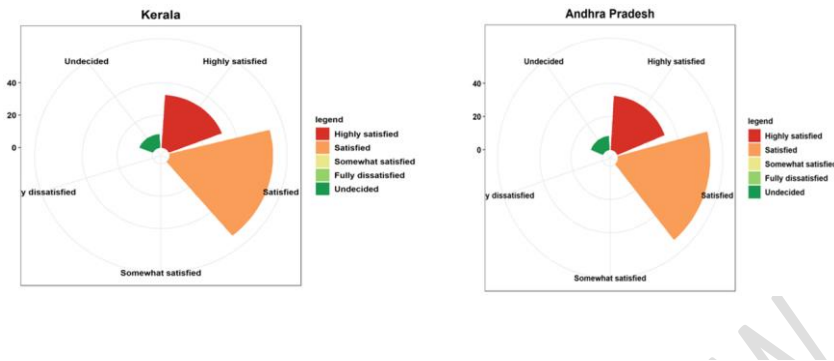 Kerala
Undecided
Highly satisfied
40
20
0
y dissatisfied
Satisfied
Somewhat satisfied
legend
Highly satisfied
Satisfied
Somewhat satisfied
Fully dissatisfied
Undecided
Andhra Pradesh
Undecided
Highly satisfied
40
20
0
y dissatisfied
Satisfied
Somewhat satisfied
legend
Highly satisfied
Satisfied
Somewhat satisfied
Fully dissatisfied
Undecided
W